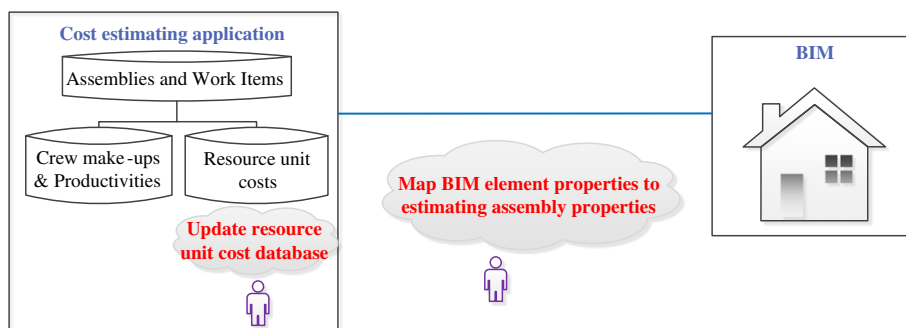 Cost estimating application
Assemblies and Work Items
Crew make-ups
& Productivities
Resource unit
costs
Update resource
unit cost database
Map BIM element properties to
estimating assembly properties
BIM